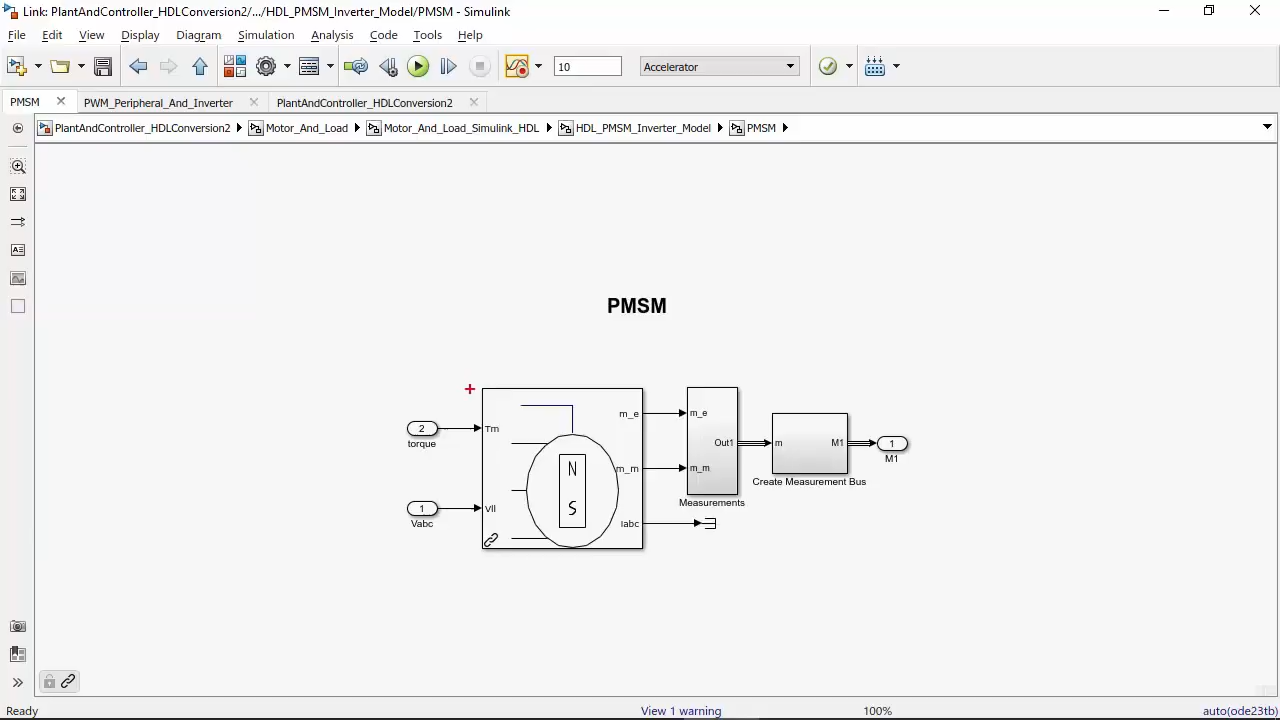 Link: PlantAndController_HDLConversion2/.../HDL_PMSM_Inverter_Model/PMSM - Simulink
File Edit View Display Diagram Simulation Analysis Code Tools Help
10 Accelerator
PMSM PWM_Peripheral_And_Inverter PlantAndController_HDLConversion2
PlantAndController_HDLConversion2 Motor_And_Load Motor_And_Load_Simulink_HDL HDL_PMSM_Inverter_Model PMSM
PMSM
2
torque
1
Vabc
Tm
Vll
N
S
m_e
m_m
Iabc
m_e
m_m
Out1
Measurements
m
M1
Create Measurement Bus
1
M1
Ready View 1 warning 100% auto(ode23tb)